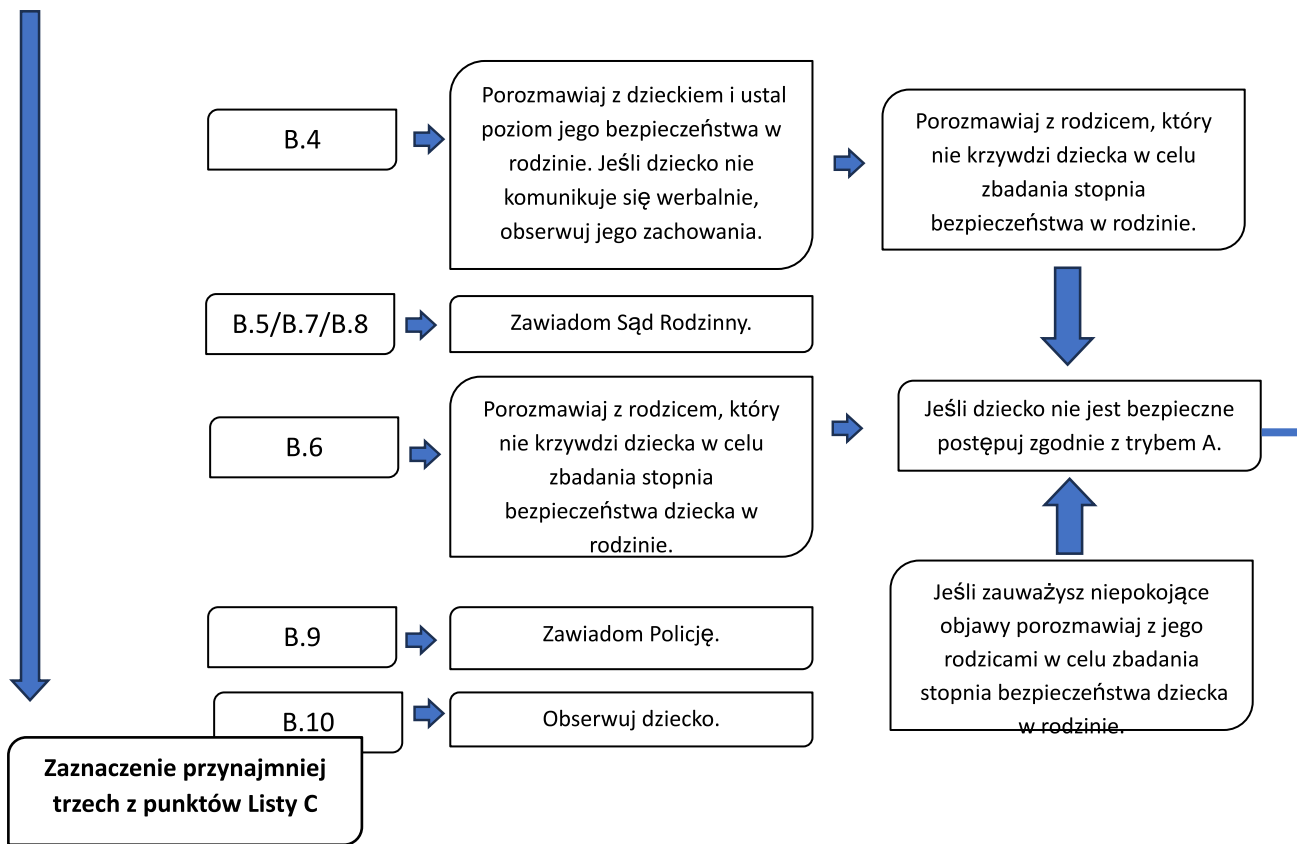 B.4
Porozmawiaj z dzieckiem i ustal
poziom jego bezpieczeństwa w
rodzinie. Jeśli dziecko nie
komunikuje się werbalnie,
obserwuj jego zachowania.
Porozmawiaj z rodzicem, który
nie krzywdzi dziecka w celu
zbadania stopnia
bezpieczeństwa w rodzinie.
B.5/B.7/B.8
Zawiadom Sąd Rodzinny.
B.6
Porozmawiaj z rodzicem, który
nie krzywdzi dziecka w celu
zbadania stopnia
bezpieczeństwa dziecka w
rodzinie.
Jeśli dziecko nie jest bezpieczne
postępuj zgodnie z trybem A.
B.9
Zawiadom Policję.
B.10
Obserwuj dziecko.
Jeśli zauważysz niepokojące
objawy porozmawiaj z jego
rodzicami w celu zbadania
stopnia bezpieczeństwa dziecka
w rodzinie.
Zaznaczenie przynajmniej
trzech z punktów Listy C